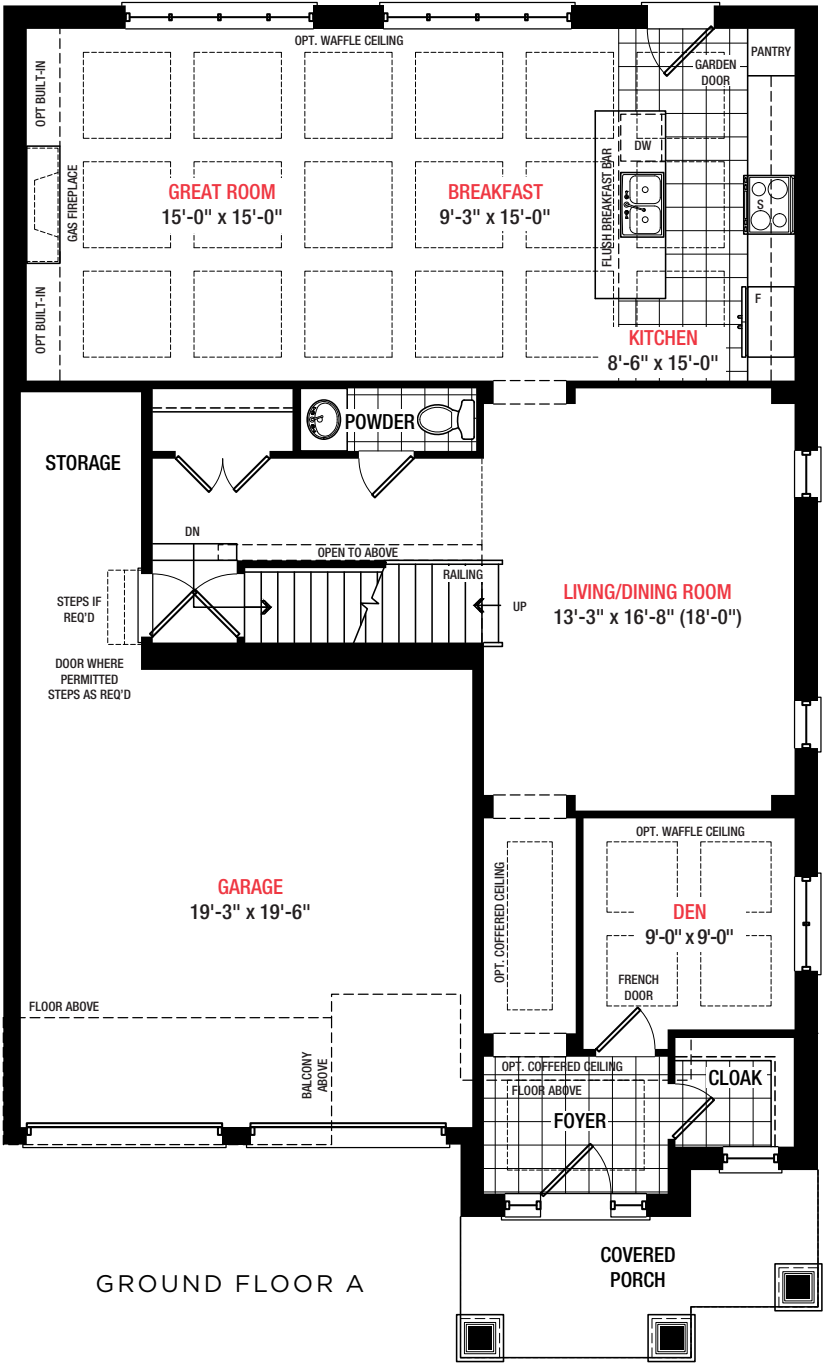 OPT. WAFFLE CEILING
PANTRY
GARDEN
DOOR
OPT BUILT-IN
GAS FIREPLACE
OPT BUILT-IN
GREAT ROOM
15'-0" x 15'-0"
BREAKFAST
9'-3" x 15'-0"
FLUSH BREAKFAST BAR
DW
S
F
KITCHEN
8'-6" x 15'-0"
STORAGE
POWDER
DN
OPEN TO ABOVE
RAILING
UP
STEPS IF
REQ'D
DOOR WHERE
PERMITTED
STEPS AS REQ'D
LIVING/DINING ROOM
13'-3" x 16'-8" (18'-0")
GARAGE
19'-3" x 19'-6"
OPT. COFFERED CEILING
OPT. WAFFLE CEILING
DEN
9'-0" x 9'-0"
FRENCH
DOOR
FLOOR ABOVE
BALCONY
ABOVE
OPT. COFFERED CEILING
FLOOR ABOVE
FOYER
CLOAK
COVERED
PORCH
GROUND FLOOR A